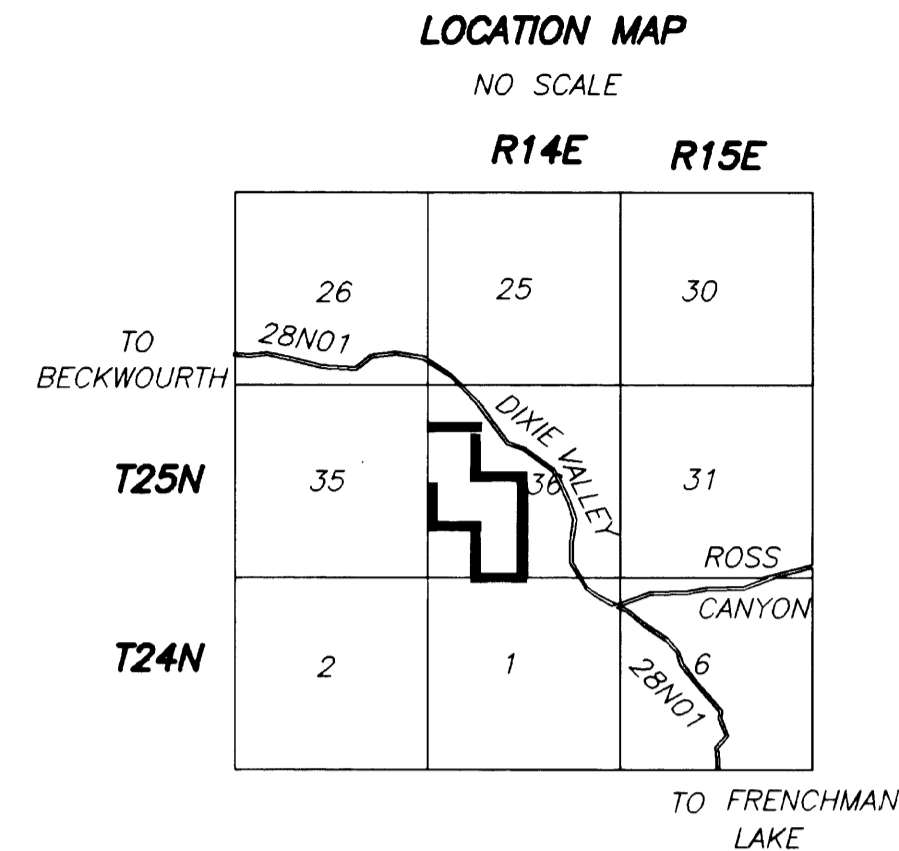 LOCATION MAP
NO SCALE
R14E R15E
26 25 30
28N01
TO
BECKWOURTH
DIXIE VALLEY
T25N 35 36 31
ROSS
CANYON
T24N 2 1 6
28N01
TO FRENCHMAN
LAKE